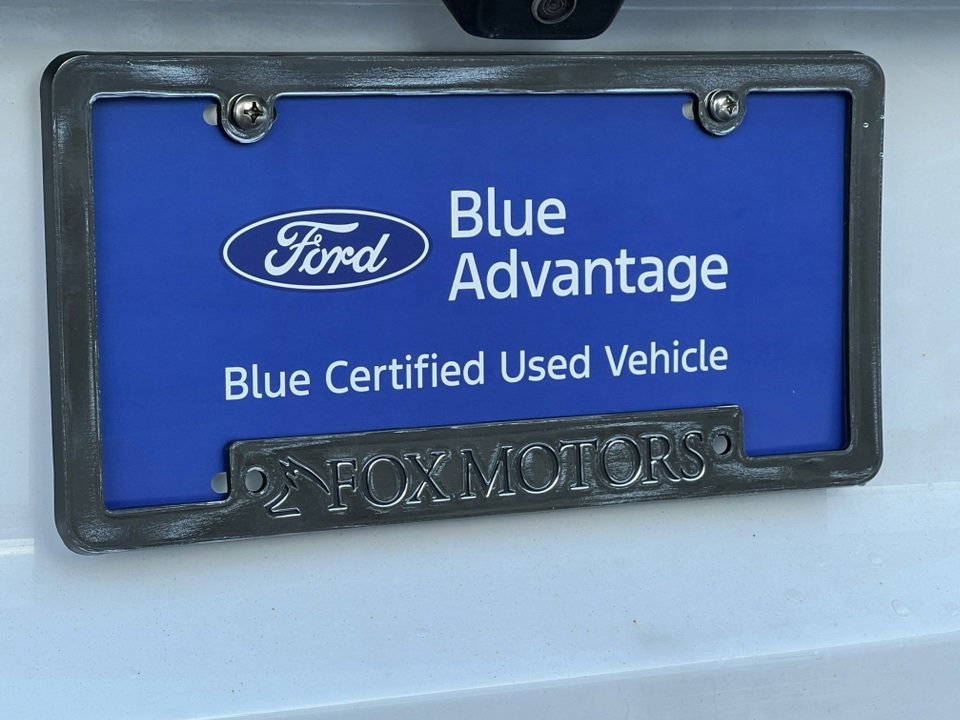 Ford
Blue
Advantage
Blue Certified Used Vehicle
FOX MOTORS